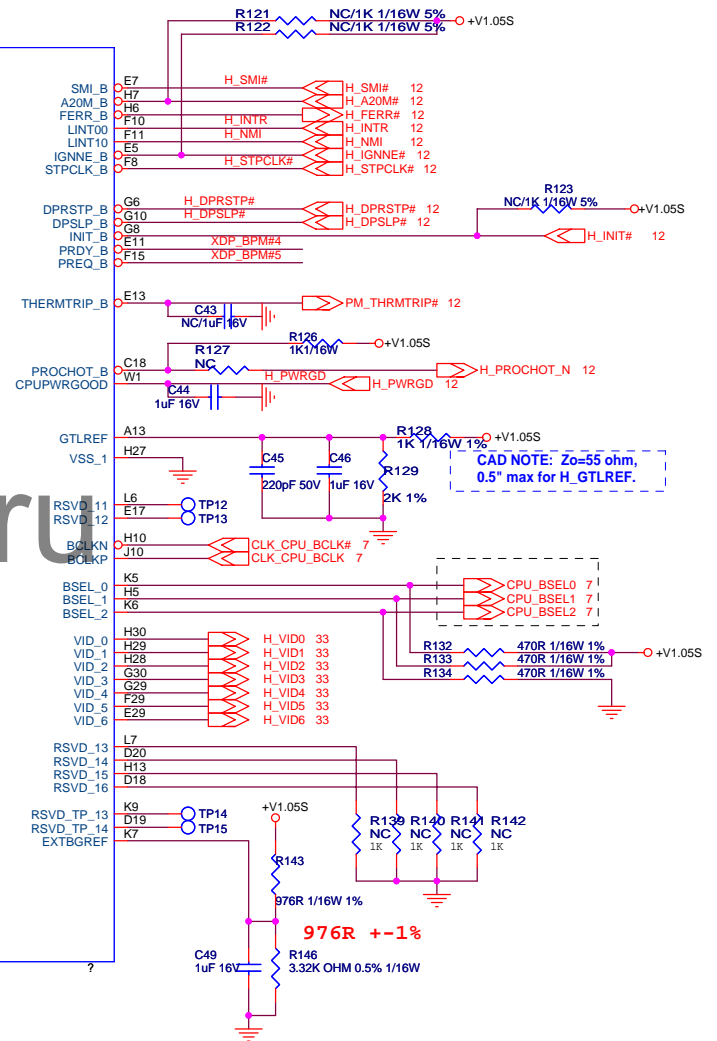 R121 NC/1K 1/16W 5% +V1.05S
R122 NC/1K 1/16W 5%
SMI_B E7 H_SMI# H_SMI# 12
A20M_B H7 H_A20M# 12
FERR_B H6 H_FERR# 12
LINT00 F10 H_INTR H_INTR 12
LINT10 F11 H_NMI H_NMI 12
IGNNE_B E5 H_IGNNE# 12
STPCLK_B F8 H_STPCLK# H_STPCLK# 12
R123
NC/1K 1/16W 5%
+V1.05S
DPRSTP_B G6 H_DPRSTP# H_DPRSTP# 12
DPSLP_B G10 H_DPSLP# H_DPSLP# 12
INIT_B G8 H_INIT# 12
PRDY_B E11 XDP_BPM#4
PREQ_B F15 XDP_BPM#5
THERMTRIP_B E13 PM_THRMTRIP# 12
C43
NC/1uF 16V
R126
1K1/16W
+V1.05S
R127
NC
PROCHOT_B C18 H_PROCHOT_N 12
CPUPWRGOOD W1 H_PWRGD H_PWRGD 12
C44
1uF 16V
R128
1K 1/16W 1%
+V1.05S
GTLREF A13
VSS_1 H27
C45
220pF 50V
C46
1uF 16V
R129
2K 1%
CAD NOTE: Zo=55 ohm,
0.5" max for H_GTLREF.
RSVD_11 L6 TP12
RSVD_12 E17 TP13
ru
BCLKN H10 CLK_CPU_BCLK# 7
BCLKP J10 CLK_CPU_BCLK 7
BSEL_0 K5 CPU_BSEL0 7
BSEL_1 H5 CPU_BSEL1 7
BSEL_2 K6 CPU_BSEL2 7
VID_0 H30 H_VID0 33
VID_1 H29 H_VID1 33
VID_2 H28 H_VID2 33
VID_3 G30 H_VID3 33
VID_4 G29 H_VID4 33
VID_5 F29 H_VID5 33
VID_6 E29 H_VID6 33
R132 470R 1/16W 1% +V1.05S
R133 470R 1/16W 1%
R134 470R 1/16W 1%
RSVD_13 L7
RSVD_14 D20
RSVD_15 H13
RSVD_16 D18
RSVD_TP_13 K9 TP14
RSVD_TP_14 D19 TP15
EXTBGREF K7
+V1.05S
R139 R140 R141 R142
NC NC NC NC
1K 1K 1K 1K
R143
976R 1/16W 1%
976R +-1%
C49
1uF 16V
R146
3.32K OHM 0.5% 1/16W
?